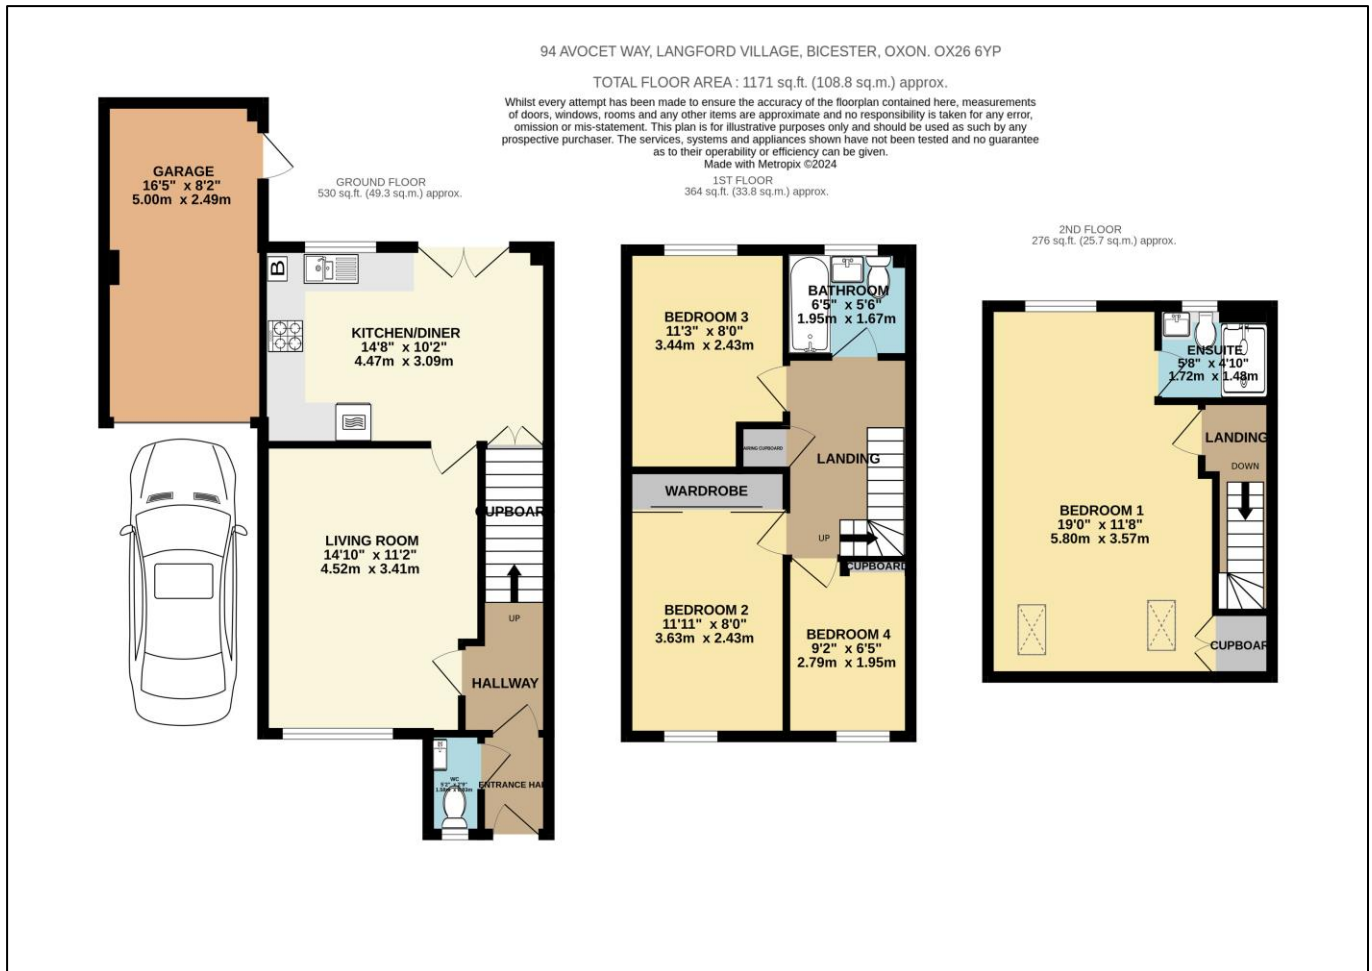 94 AVOCET WAY, LANGFORD VILLAGE, BICESTER, OXON. OX26 6YP
TOTAL FLOOR AREA : 1171 sq.ft. (108.8 sq.m.) approx.
Whilst every attempt has been made to ensure the accuracy of the floorplan contained here, measurements
of doors, windows, rooms and any other items are approximate and no responsibility is taken for any error,
omission or mis-statement. This plan is for illustrative purposes only and should be used as such by any
prospective purchaser. The services, systems and appliances shown have not been tested and no guarantee
as to their operability or efficiency can be given.
Made with Metropix ©2024
GROUND FLOOR
530 sq.ft. (49.3 sq.m.) approx.
GARAGE
16'5" x 8'2"
5.00m x 2.49m
B
KITCHEN/DINER
14'8" x 10'2"
4.47m x 3.09m
LIVING ROOM
14'10" x 11'2"
4.52m x 3.41m
CUPBOARD
UP
HALLWAY
WC
ENTRANCE HALL
1ST FLOOR
364 sq.ft. (33.8 sq.m.) approx.
BEDROOM 3
11'3" x 8'0"
3.44m x 2.43m
BATHROOM
6'5" x 5'6"
1.95m x 1.67m
AIRING CUPBOARD
LANDING
WARDROBE
UP
CUPBOARD
BEDROOM 2
11'11" x 8'0"
3.63m x 2.43m
BEDROOM 4
9'2" x 6'5"
2.79m x 1.95m
2ND FLOOR
276 sq.ft. (25.7 sq.m.) approx.
ENSUITE
5'8" x 4'10"
1.72m x 1.48m
LANDING
DOWN
BEDROOM 1
19'0" x 11'8"
5.80m x 3.57m
CUPBOARD